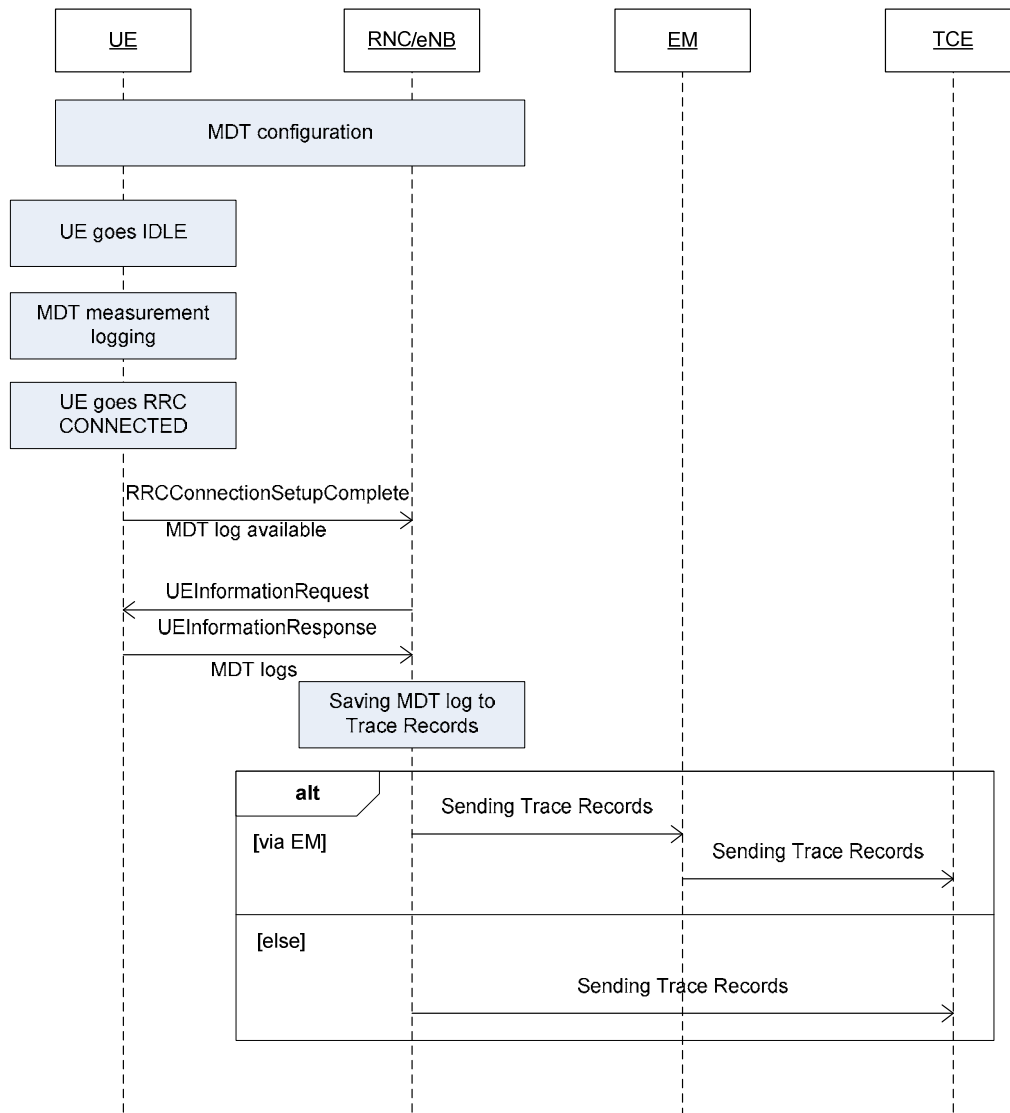 UE
RNC/eNB
EM
TCE
MDT configuration
UE goes IDLE
MDT measurement
logging
UE goes RRC
CONNECTED
RRCConnectionSetupComplete
MDT log available
UEInformationRequest
UEInformationResponse
MDT logs
Saving MDT log to
Trace Records
alt
Sending Trace Records
[via EM]
Sending Trace Records
[else]
Sending Trace Records